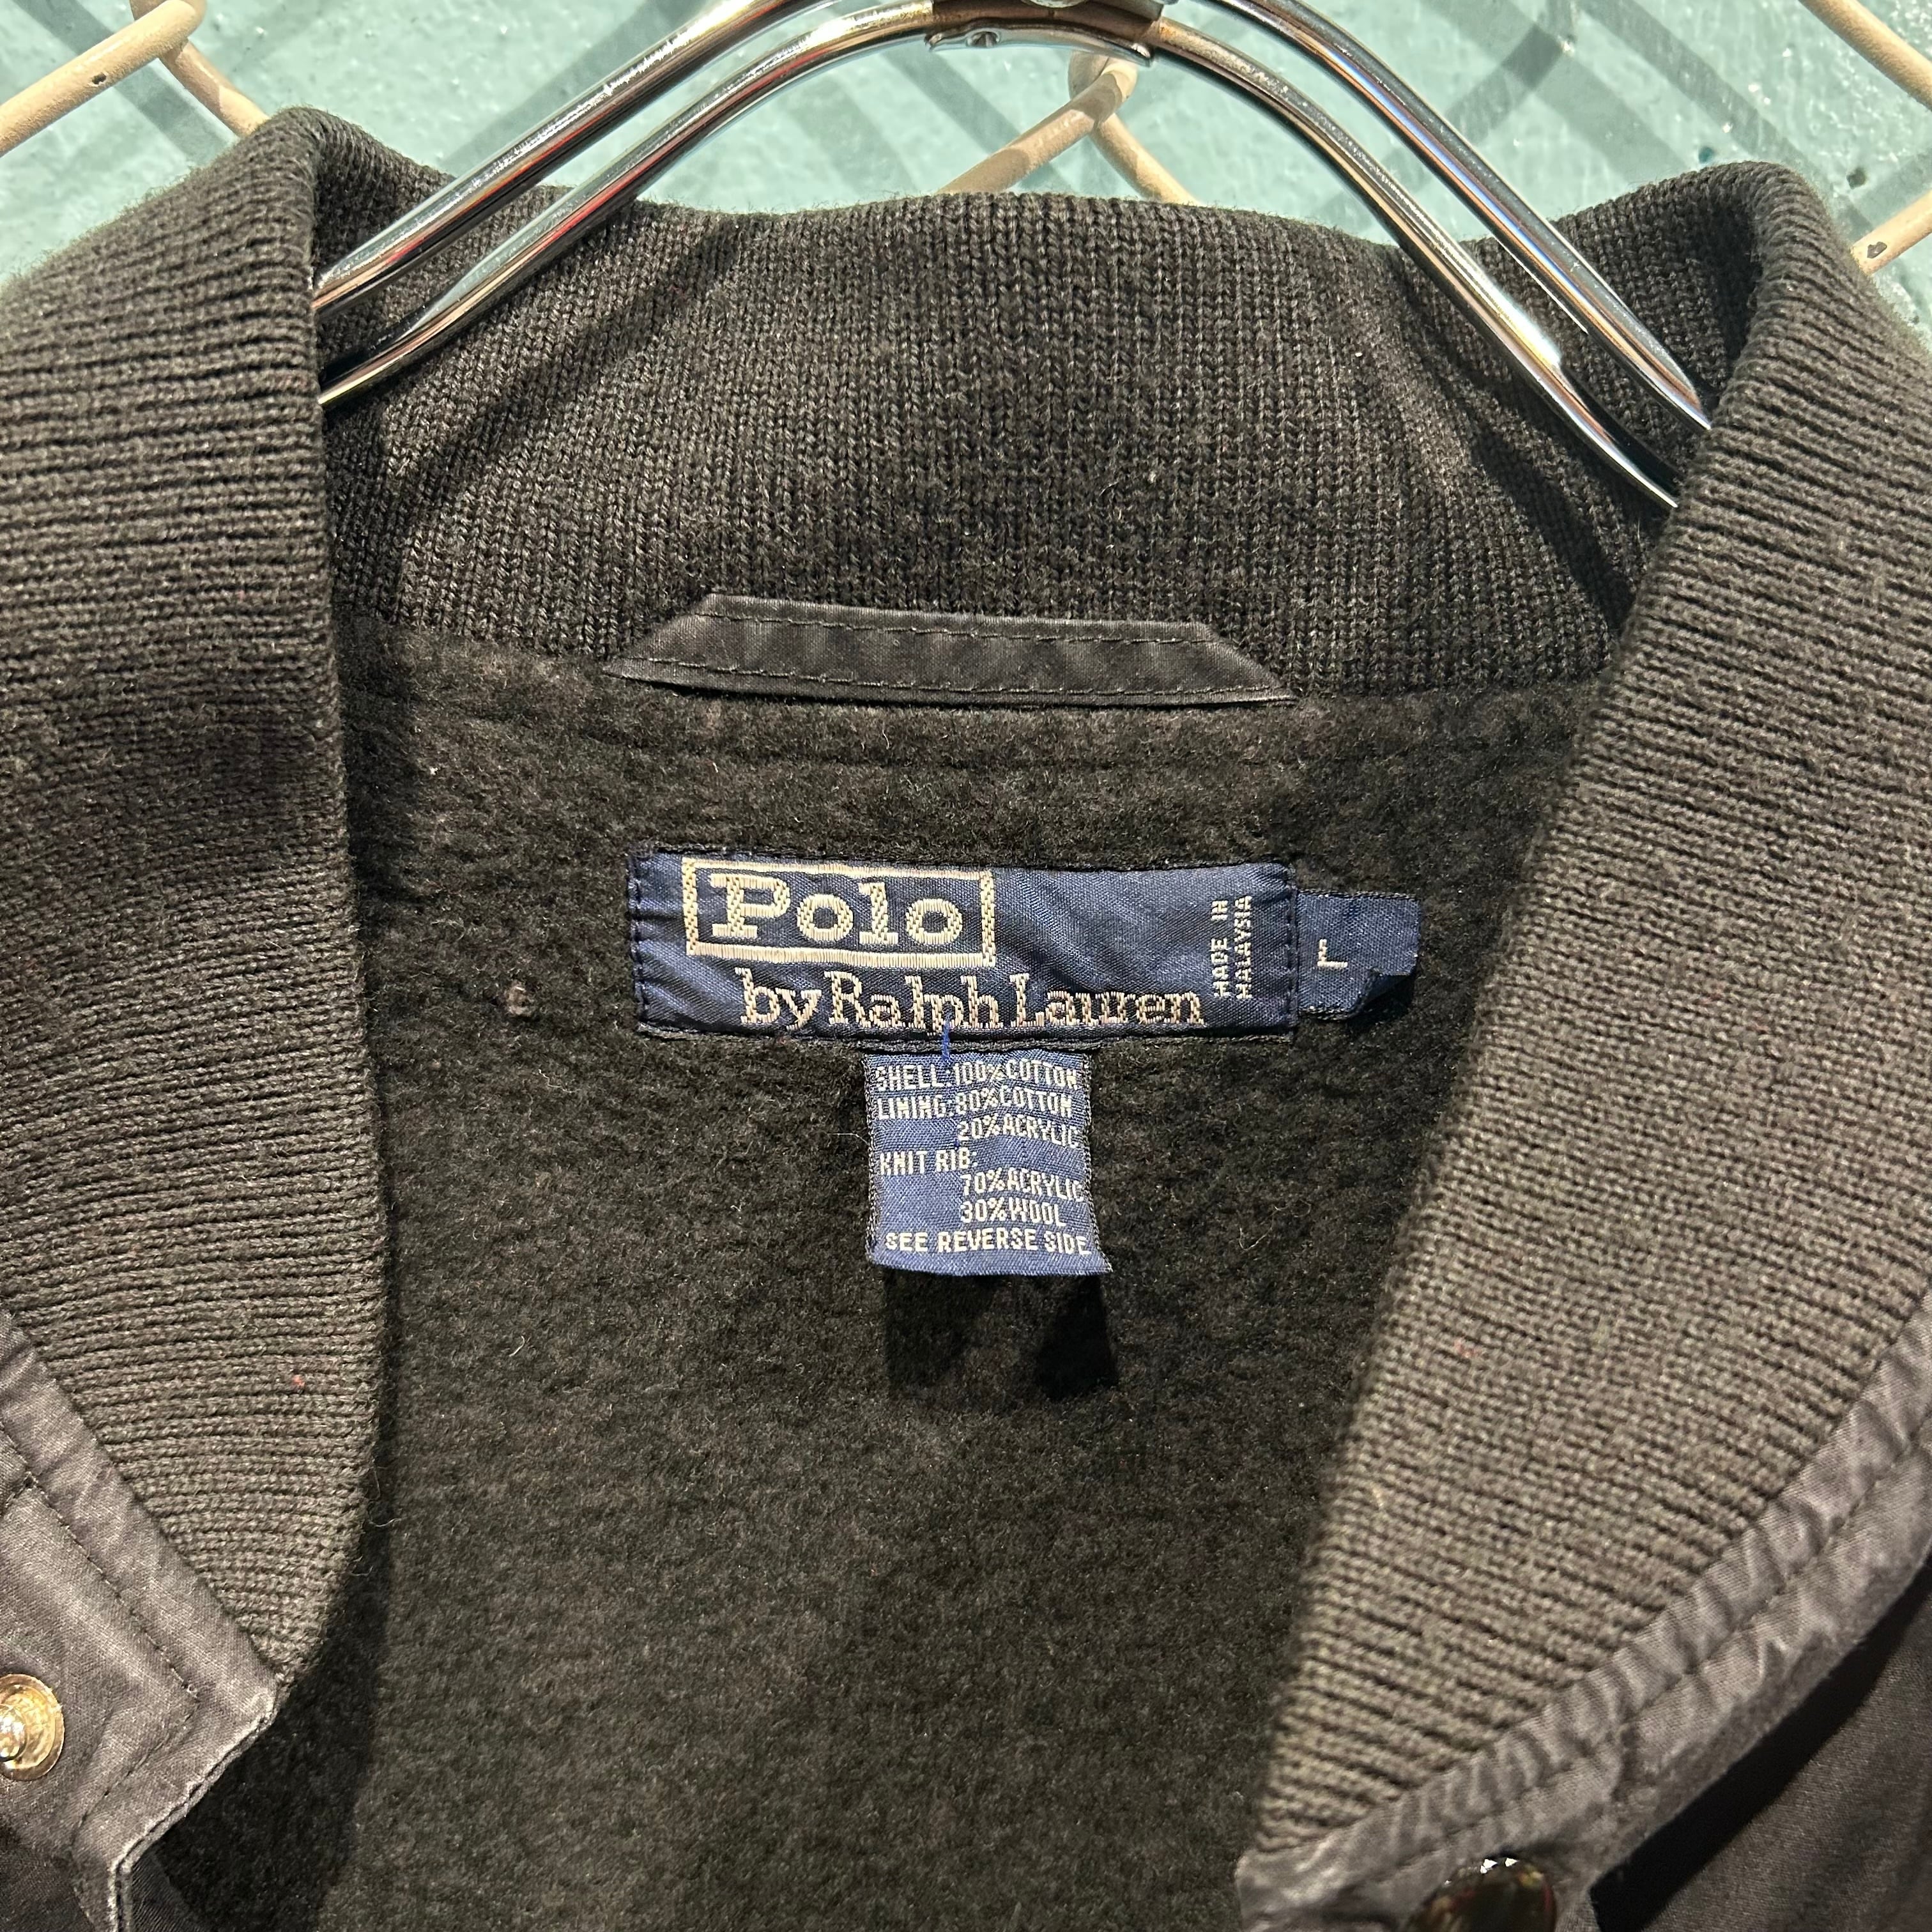 Polo
by Ralph Lauren
MADE IN
MALAYSIA
L
SHELL:100%COTTON
LINING:80%COTTON
20%ACRYLIC
KNIT RIB:
70%ACRYLIC
30%WOOL
SEE REVERSE SIDE